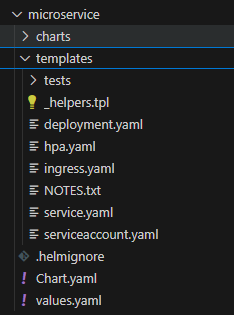 microservice
charts
templates
tests
_helpers.tpl
deployment.yaml
hpa.yaml
ingress.yaml
NOTES.txt
service.yaml
serviceaccount.yaml
.helmignore
Chart.yaml
values.yaml